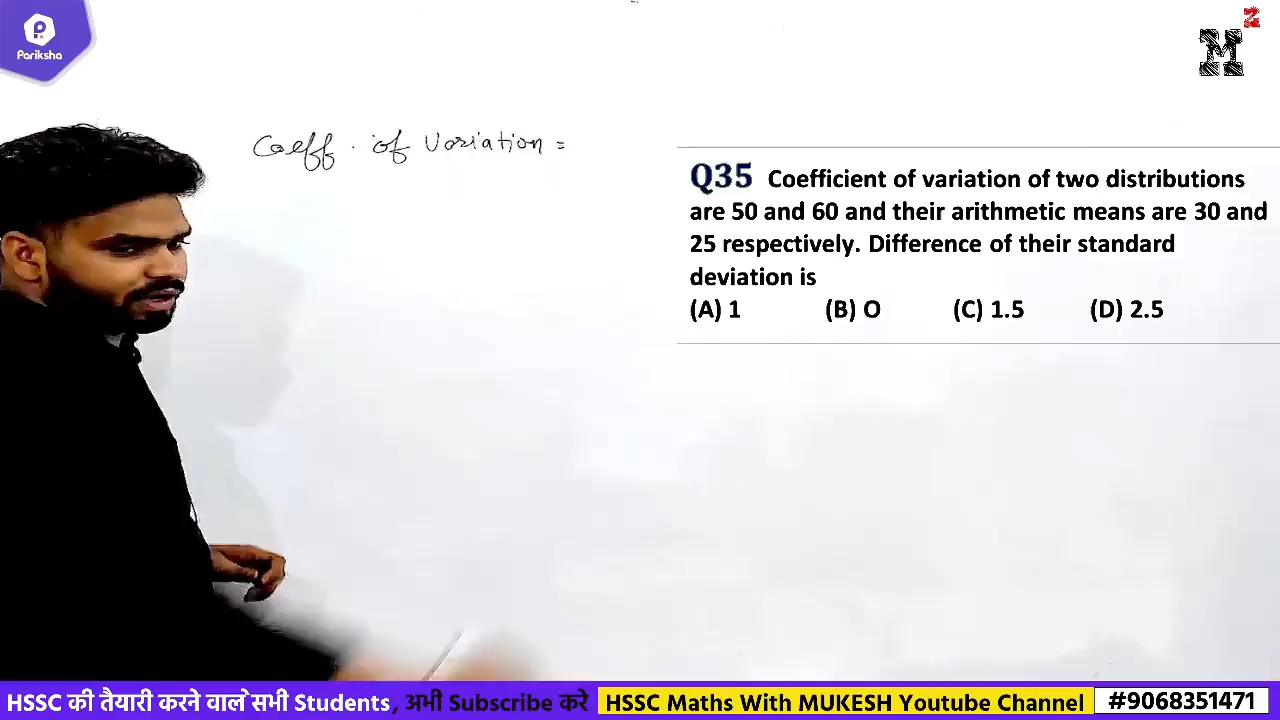 Pariksha
M2
Coeff. of Variation =
Q35 Coefficient of variation of two distributions
are 50 and 60 and their arithmetic means are 30 and
25 respectively. Difference of their standard
deviation is
(A) 1 (B) O (C) 1.5 (D) 2.5
HSSC की तैयारी करने वाले सभी Students, अभी Subscribe करे HSSC Maths With MUKESH Youtube Channel #9068351471